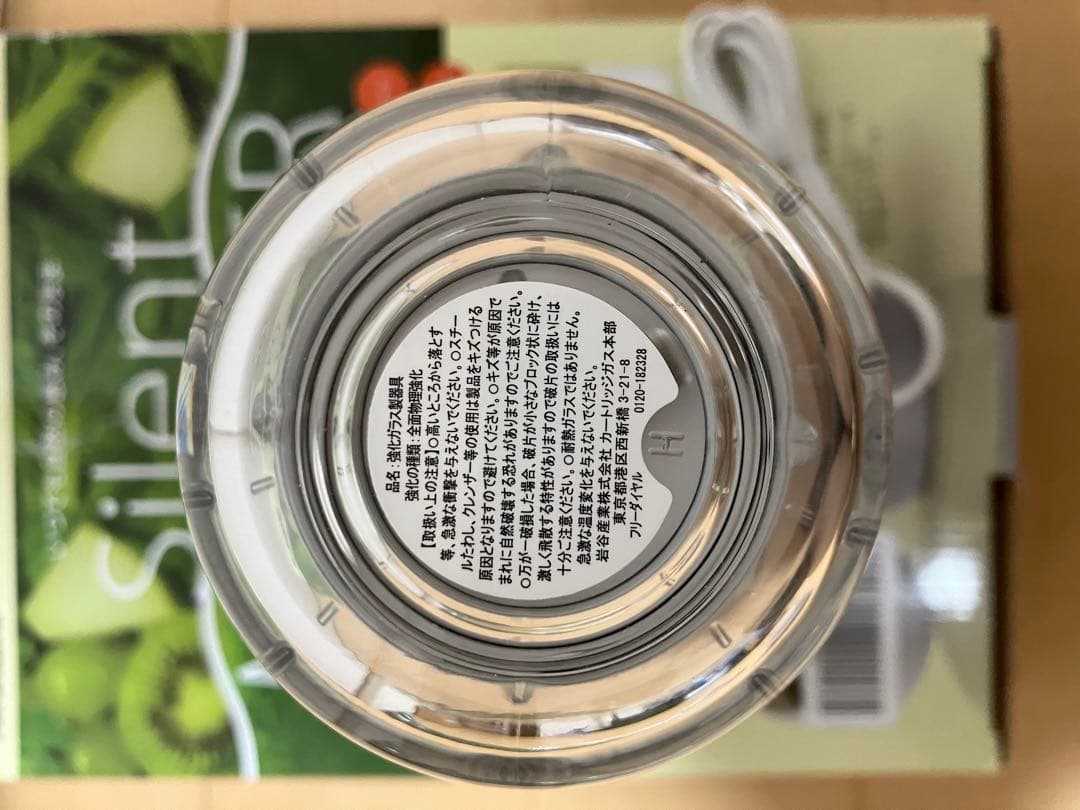 品名：強化ガラス製器具
強化の種類：全面物理強化
【取扱い上の注意】○高いところから落とす
等、急激な衝撃を与えないでください。○スチー
ルたわし、クレンザー等の使用は製品をキズつける
原因となりますので避けてください。○キズ等が原因で
まれに自然破壊する恐れがありますのでご注意ください。
○万が一破損した場合、破片が小さなブロック状に砕け、
激しく飛散する特性がありますので破片の取扱いには
十分ご注意ください。○耐熱ガラスではありません。
急激な温度変化を与えないでください。
岩谷産業株式会社 カートリッジガス本部
東京都港区西新橋 3-21-8
フリーダイヤル 0120-182328
H
silent